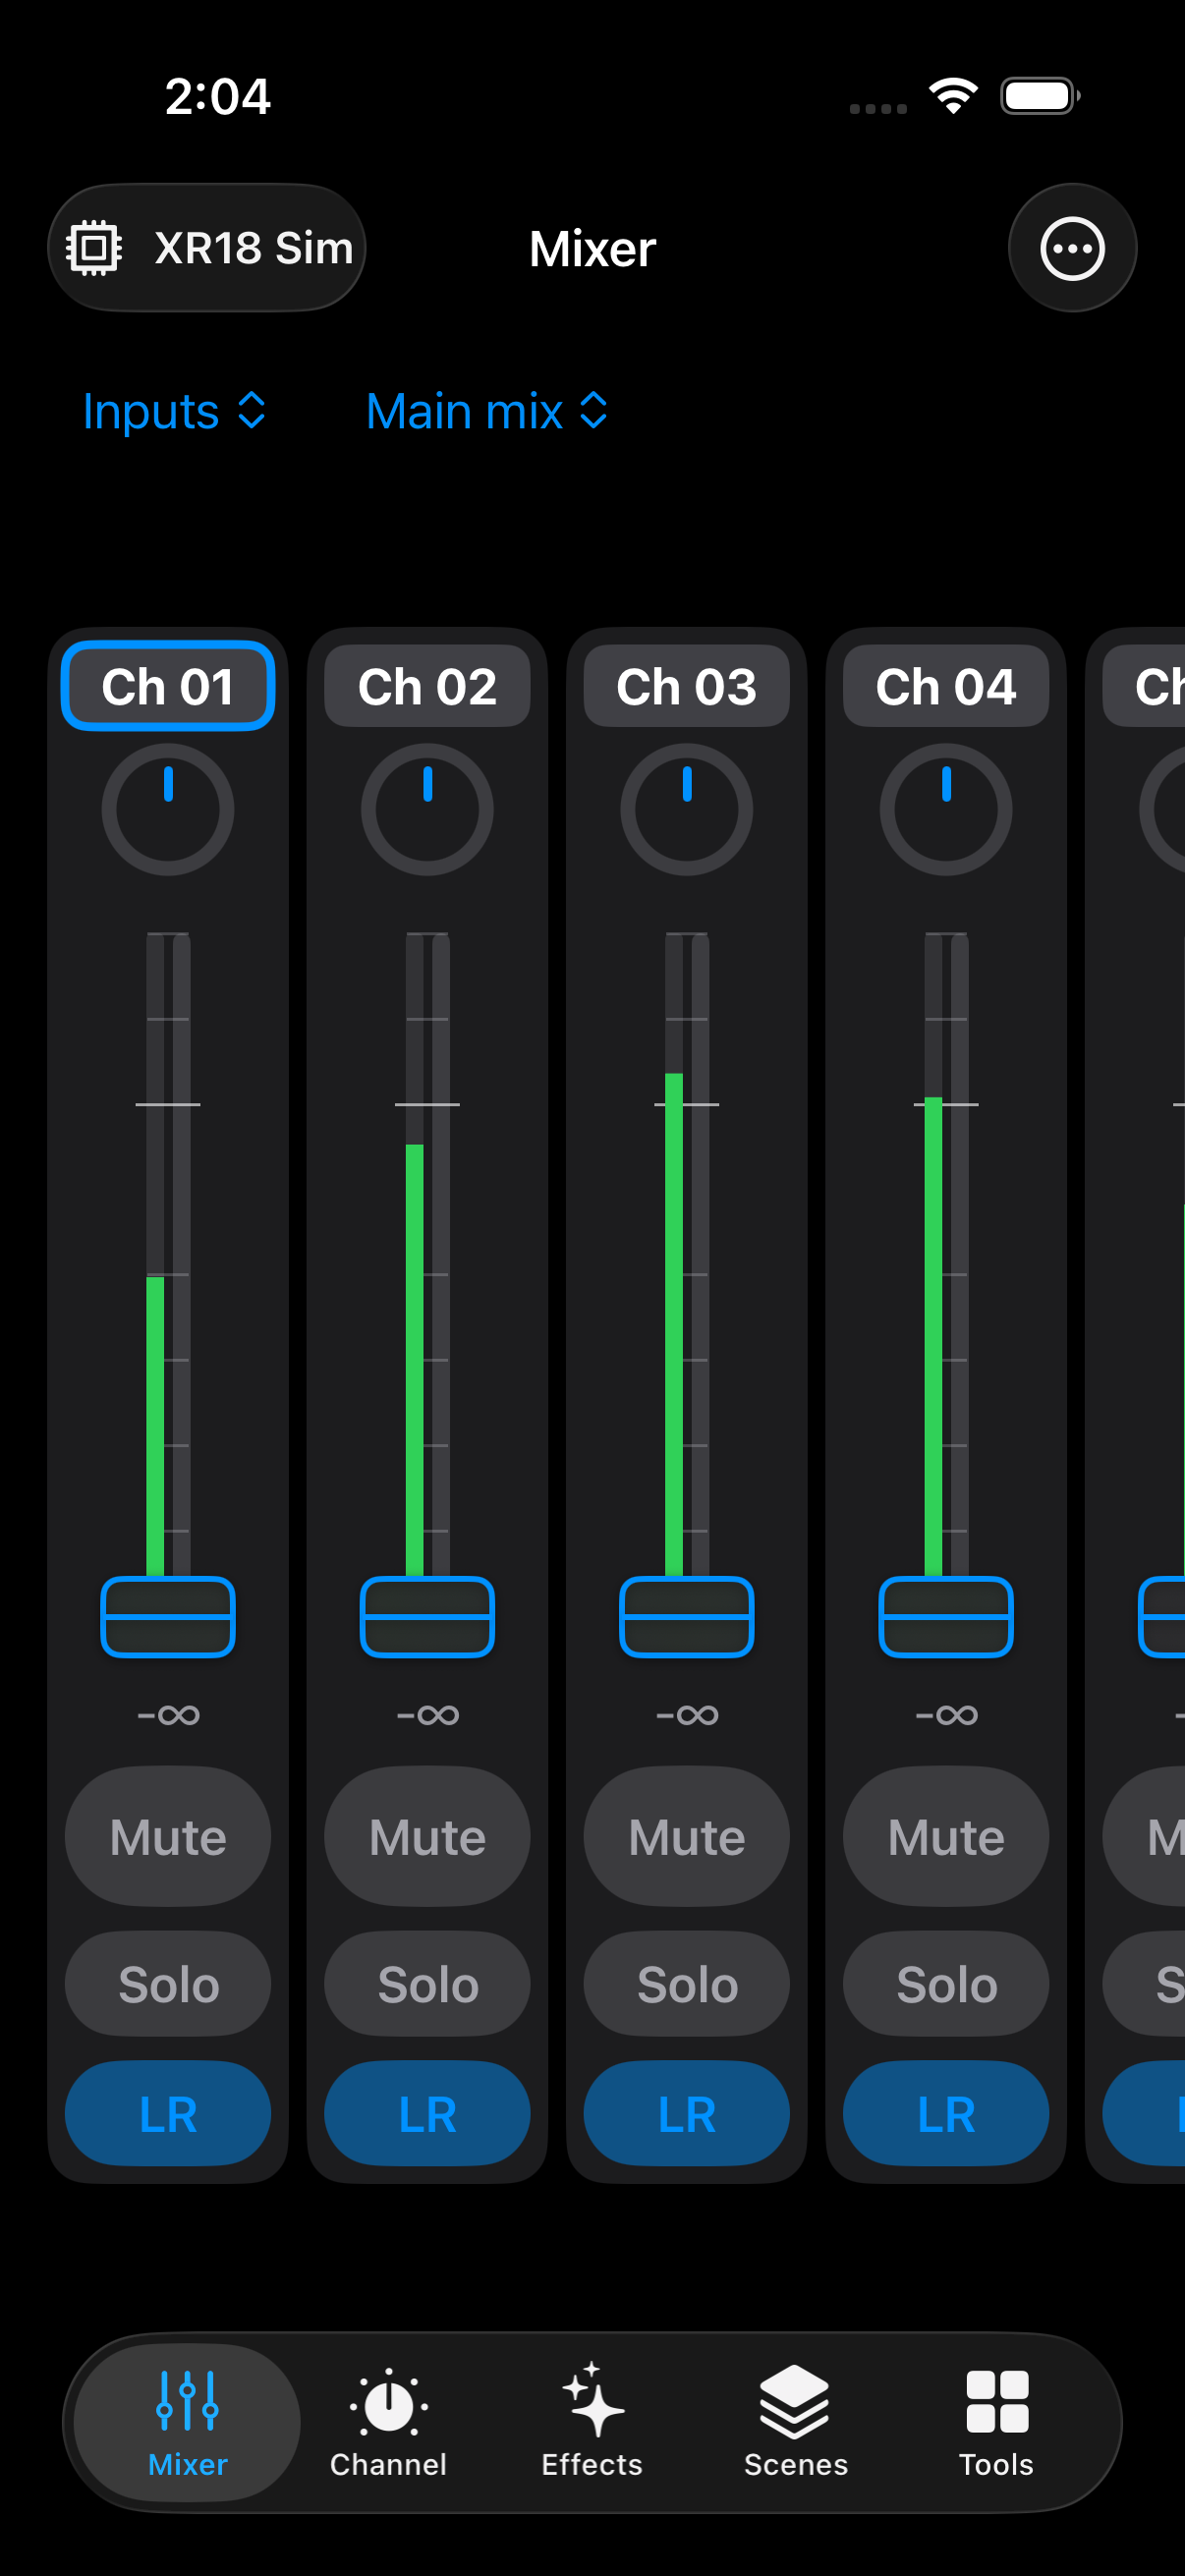 2:04
XR18 Sim
Mixer
Inputs
Main mix
Ch 01
Ch 02
Ch 03
Ch 04
Ch
-∞
-∞
-∞
-∞
Mute
Mute
Mute
Mute
Solo
Solo
Solo
Solo
LR
LR
LR
LR
Mixer
Channel
Effects
Scenes
Tools